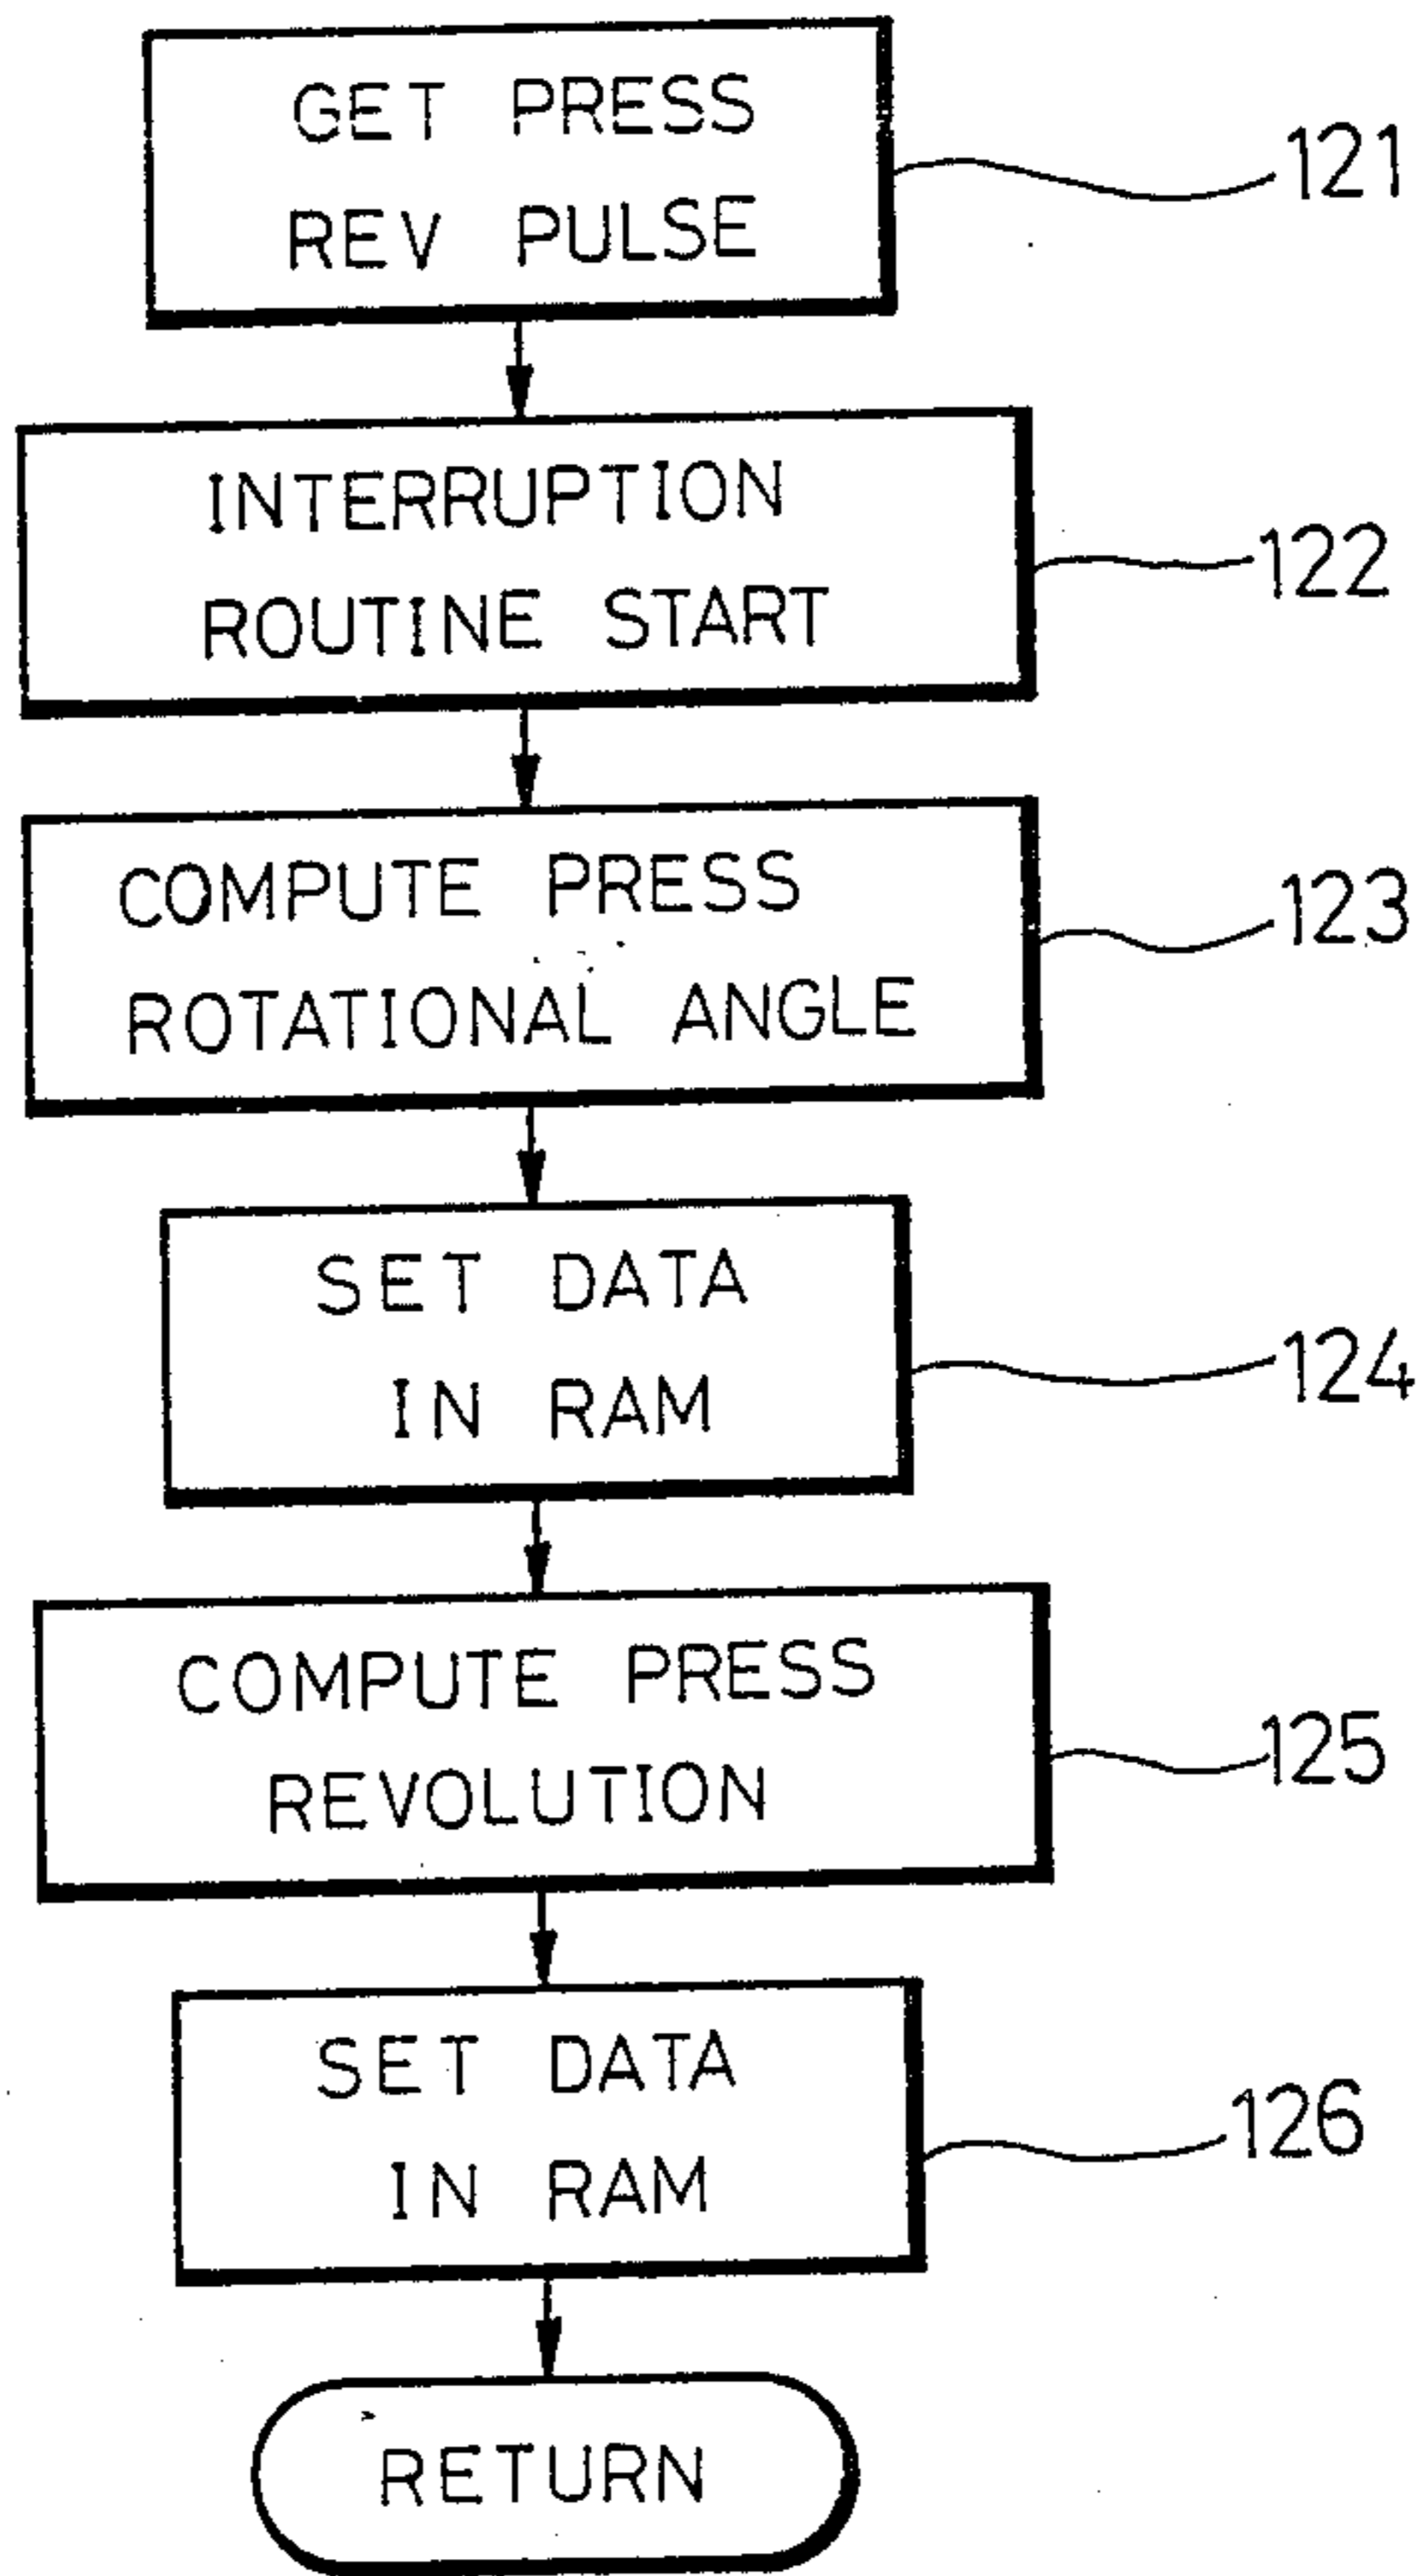 GET PRESS
REV PULSE
121
INTERRUPTION
ROUTINE START
122
COMPUTE PRESS
ROTATIONAL ANGLE
123
SET DATA
IN RAM
124
COMPUTE PRESS
REVOLUTION
125
SET DATA
IN RAM
126
RETURN